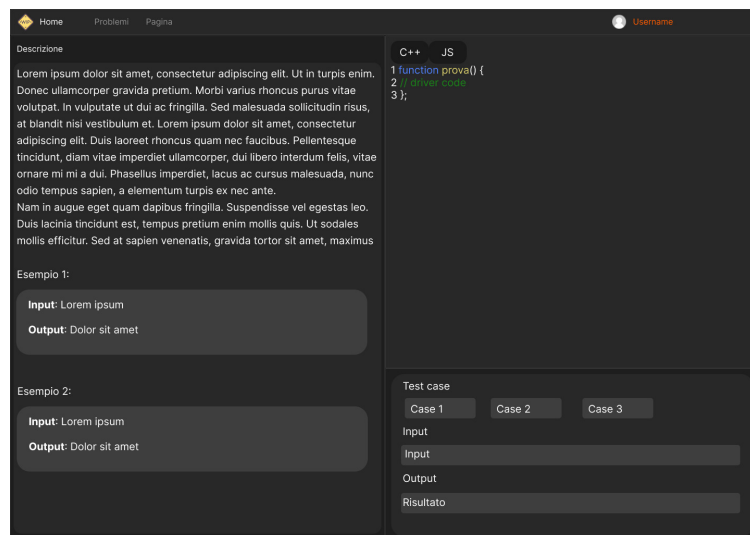 WIP Home Problemi Pagina Username
Descrizione
Lorem ipsum dolor sit amet, consectetur adipiscing elit. Ut in turpis enim.
Donec ullamcorper gravida pretium. Morbi varius rhoncus purus vitae
volutpat. In vulputate ut dui ac fringilla. Sed malesuada sollicitudin risus,
at blandit nisi vestibulum et. Lorem ipsum dolor sit amet, consectetur
adipiscing elit. Duis laoreet rhoncus quam nec faucibus. Pellentesque
tincidunt, diam vitae imperdiet ullamcorper, dui libero interdum felis, vitae
ornare mi mi a dui. Phasellus imperdiet, lacus ac cursus malesuada, nunc
odio tempus sapien, a elementum turpis ex nec ante.
Nam in augue eget quam dapibus fringilla. Suspendisse vel egestas leo.
Duis lacinia tincidunt est, tempus pretium enim mollis quis. Ut sodales
mollis efficitur. Sed at sapien venenatis, gravida tortor sit amet, maximus
Esempio 1:
Input: Lorem ipsum
Output: Dolor sit amet
Esempio 2:
Input: Lorem ipsum
Output: Dolor sit amet
C++ JS
1 function prova() {
2 // driver code
3 };
Test case
Case 1 Case 2 Case 3
Input
Input
Output
Risultato